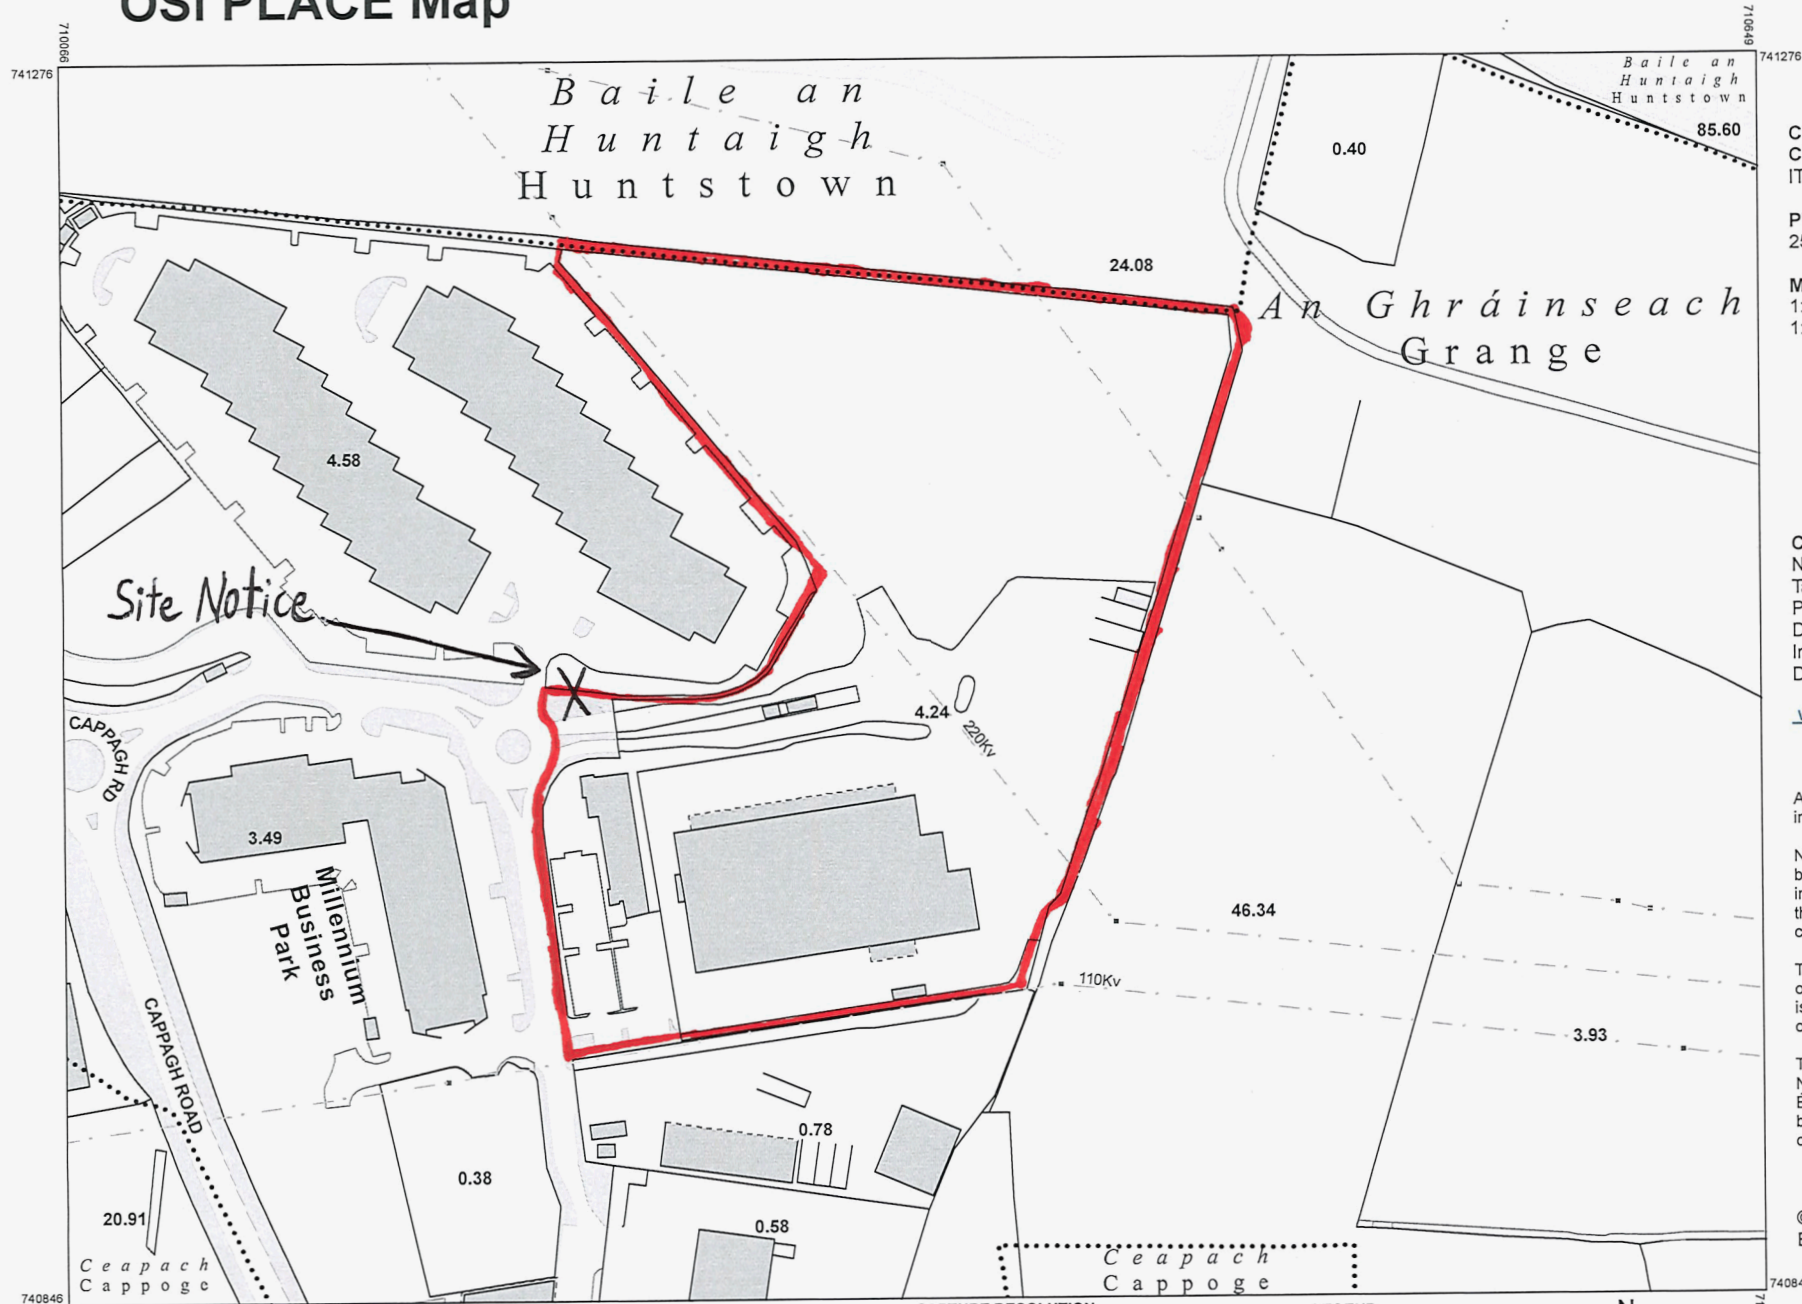 OSi PLACE Map
710066
710649
741276
741276
Baile an
Huntaigh
Huntstown
Baile an
Huntaigh
Huntstown
85.60
0.40
24.08
An Ghráinseach
Grange
4.58
Site Notice
X
4.24
220Kv
CAPPAGH RD
3.49
Millennium
Business
Park
46.34
110Kv
3.93
CAPPAGH ROAD
0.78
0.38
0.58
20.91
Ceapach
Cappoge
Ceapach
Cappoge
740846